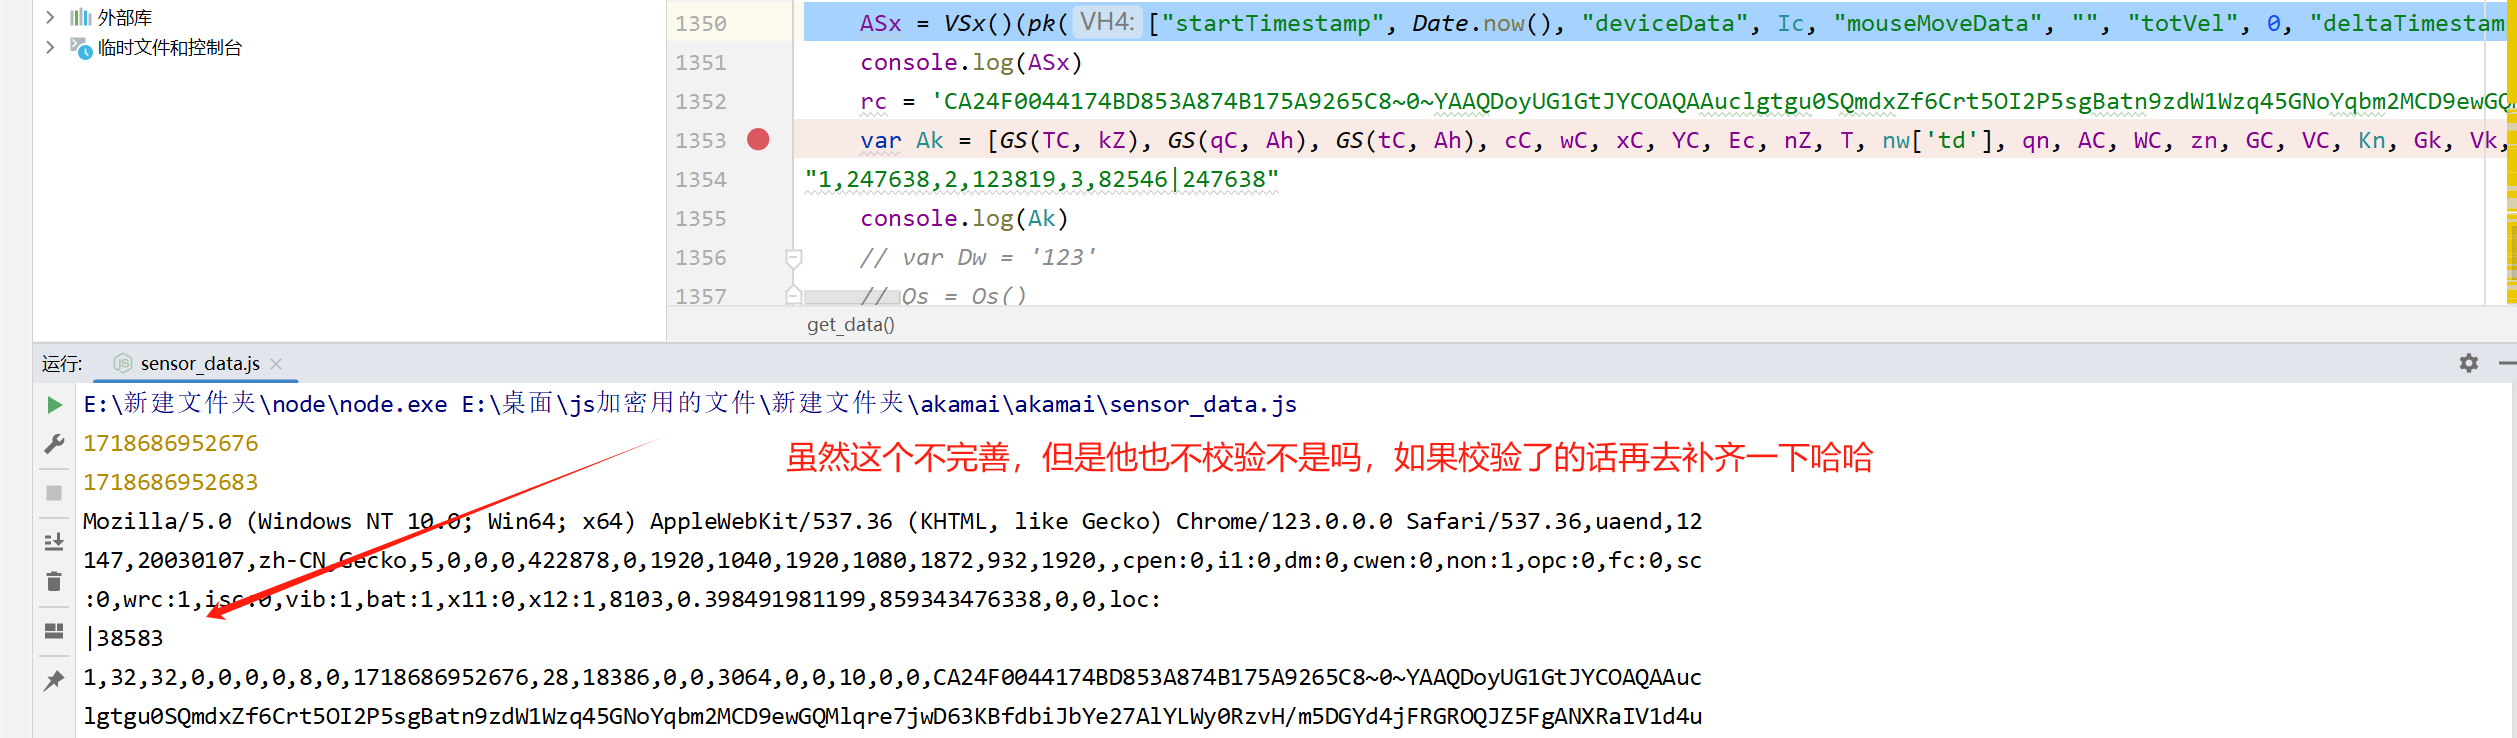 外部库
临时文件和控制台
1350 ASx = VSx()(pk( VH4: ["startTimestamp", Date.now(), "deviceData", Ic, "mouseMoveData", "", "totVel", 0, "deltaTimestam
1351 console.log(ASx)
1352 rc = 'CA24F0044174BD853A874B175A9265C8~0~YAAQDoyUG1GtJYCOAQAAuclgtgu0SQmdxZf6Crt5OI2P5sgBatn9zdW1Wzq45GNoYqbm2MCD9ewGQM
1353 var Ak = [GS(TC, kZ), GS(qC, Ah), GS(tC, Ah), cC, wC, xC, YC, Ec, nZ, T, nw['td'], qn, AC, WC, zn, GC, VC, Kn, Gk, Vk,
1354 "1,247638,2,123819,3,82546|247638"
1355 console.log(Ak)
1356 // var Dw = '123'
1357 // Os = Os()
get_data()
运行: sensor_data.js
E:\新建文件夹\node\node.exe E:\桌面\js加密用的文件\新建文件夹\akamai\akamai\sensor_data.js
1718686952676
虽然这个不完善，但是他也不校验不是吗，如果校验了的话再去补齐一下哈哈
1718686952683
Mozilla/5.0 (Windows NT 10.0; Win64; x64) AppleWebKit/537.36 (KHTML, like Gecko) Chrome/123.0.0.0 Safari/537.36,uaend,12
147,20030107,zh-CN,Gecko,5,0,0,0,422878,0,1920,1040,1920,1080,1872,932,1920,,cpen:0,i1:0,dm:0,cwen:0,non:1,opc:0,fc:0,sc
:0,wrc:1,isc:0,vib:1,bat:1,x11:0,x12:1,8103,0.398491981199,859343476338,0,0,loc:
|38583
1,32,32,0,0,0,0,8,0,1718686952676,28,18386,0,0,3064,0,0,10,0,0,CA24F0044174BD853A874B175A9265C8~0~YAAQDoyUG1GtJYCOAQAAuc
lgtgu0SQmdxZf6Crt5OI2P5sgBatn9zdW1Wzq45GNoYqbm2MCD9ewGQMlqre7jwD63KBfdbiJbYe27AlYLWy0RzvH/m5DGYd4jFRGROQJZ5FgANXRaIV1d4u